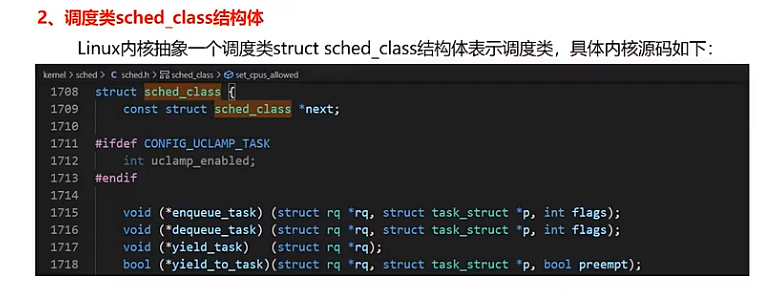 2、调度类sched_class结构体
Linux内核抽象一个调度类struct sched_class结构体表示调度类，具体内核源码如下：
kernel > sched > C sched.h > sched_class > set_cpus_allowed
1708 struct sched_class {
1709     const struct sched_class *next;
1710
1711 #ifdef CONFIG_UCLAMP_TASK
1712     int uclamp_enabled;
1713 #endif
1714
1715     void (*enqueue_task) (struct rq *rq, struct task_struct *p, int flags);
1716     void (*dequeue_task) (struct rq *rq, struct task_struct *p, int flags);
1717     void (*yield_task)   (struct rq *rq);
1718     bool (*yield_to_task)(struct rq *rq, struct task_struct *p, bool preempt);